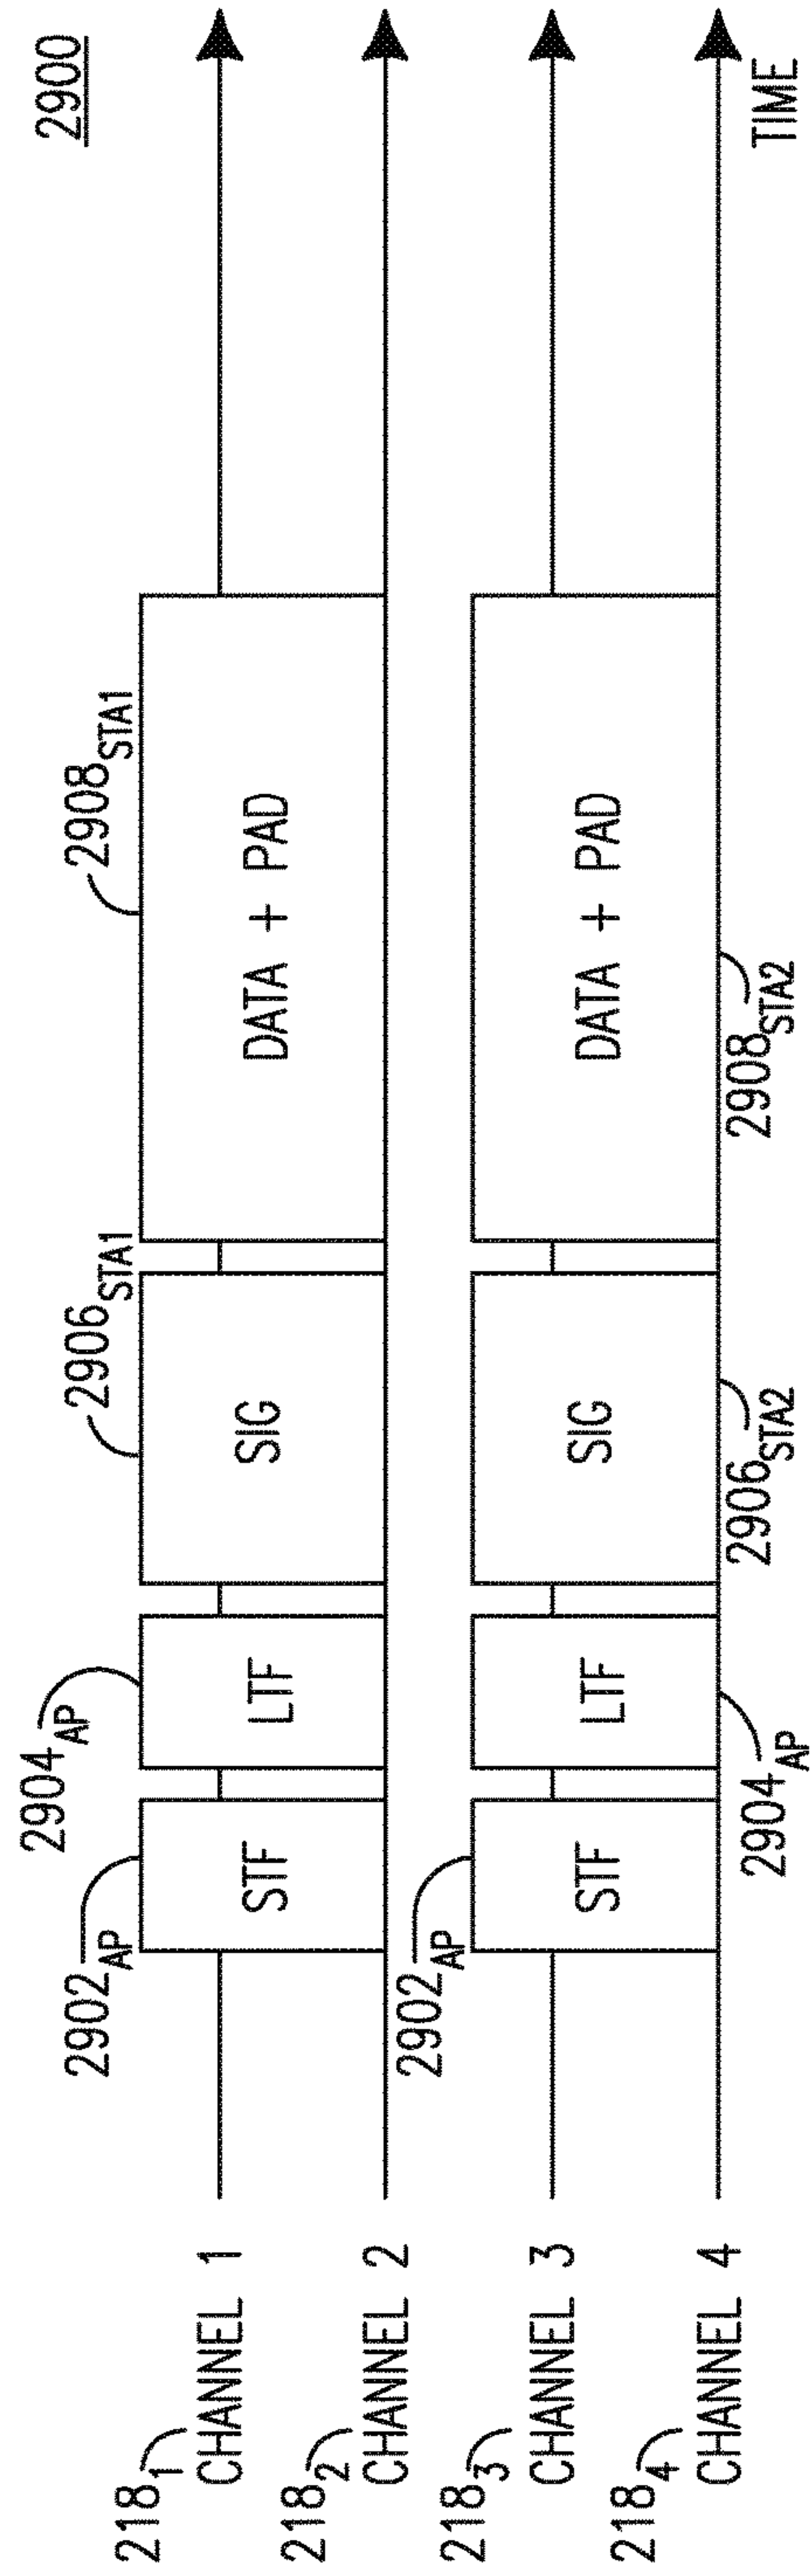 2900
2902AP
2904AP
2906STA1
2908STA1
218₁
CHANNEL 1
STF
LTF
SIG
DATA + PAD
218₂
CHANNEL 2
2902AP
218₃
CHANNEL 3
STF
LTF
SIG
DATA + PAD
218₄
CHANNEL 4
2904AP
2906STA2
2908STA2
TIME